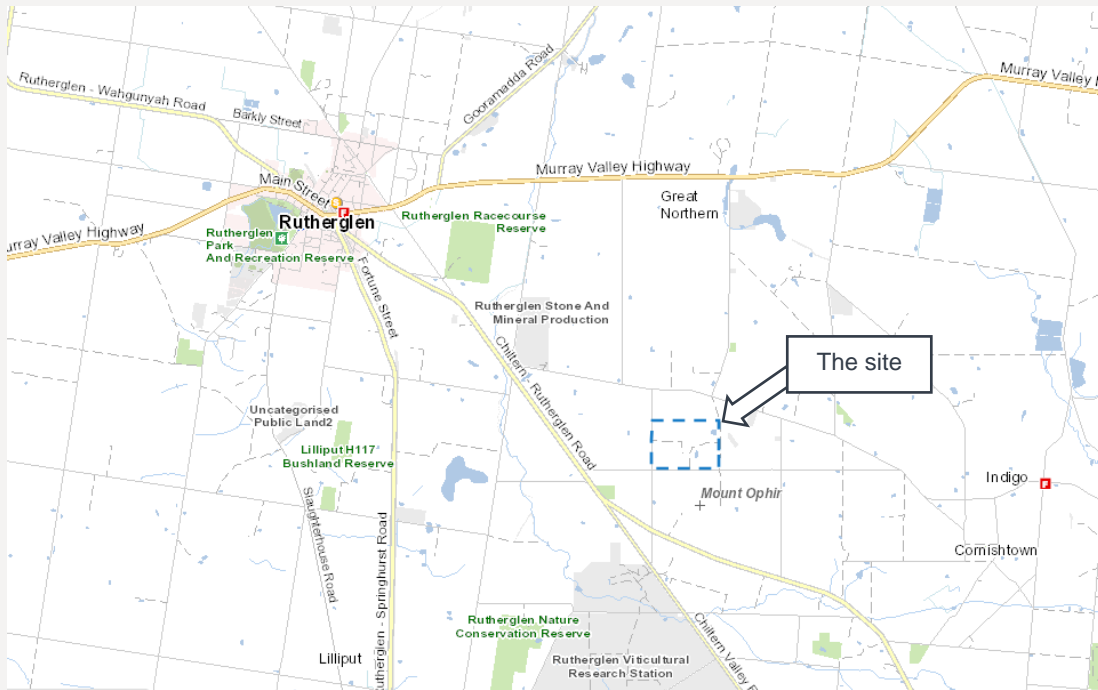 Murray Valley
Gooramadda Road
Rutherglen - Wahgunyah Road
Barkly Street
Murray Valley Highway
Main Street
Great
Northern
Rutherglen Racecourse
Reserve
Rutherglen
Murray Valley Highway
Rutherglen
Park
And Recreation Reserve
Fortune Street
Rutherglen Stone And
Mineral Production
Chiltern - Rutherglen Road
The site
Uncategorised
Public Land2
Lilliput H117
Bushland Reserve
Indigo
F
Mount Ophir
Slaughterhouse Road
Rutherglen - Springhurst Road
Cornishtown
Rutherglen Nature
Conservation Reserve
Chiltern Valley
Lilliput
Rutherglen Viticultural
Research Station